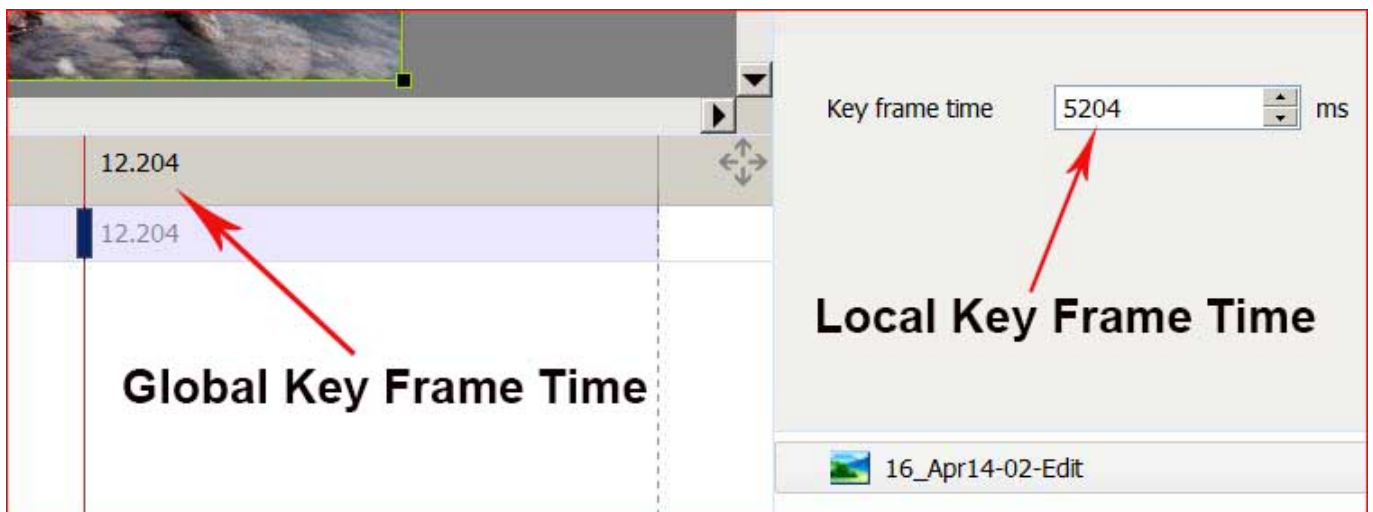 Key frame time 5204 ms
12.204
12.204
Local Key Frame Time
Global Key Frame Time
16_Apr14-02-Edit